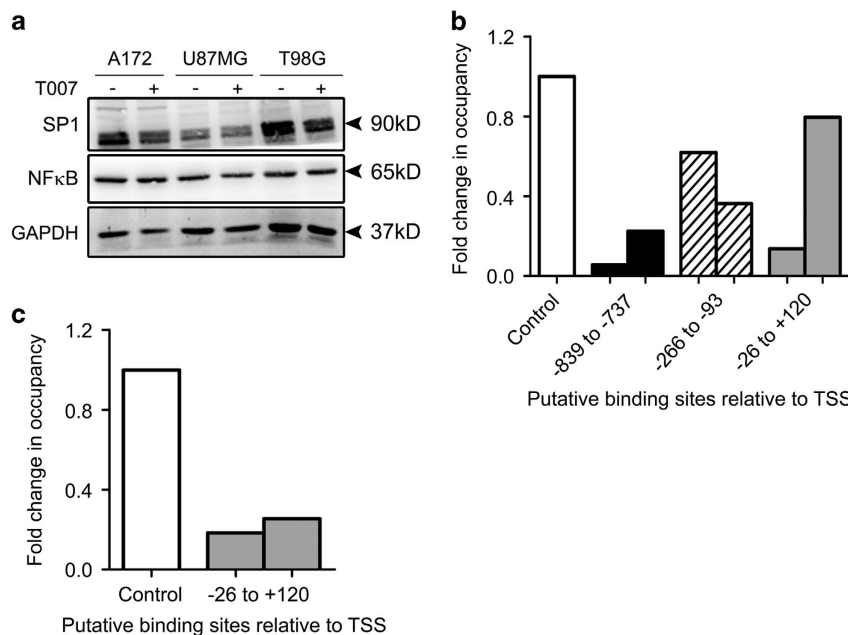 a
A172 U87MG T98G
T007 - + - + - +
SP1 90kD
NFκB 65kD
GAPDH 37kD
b
Fold change in occupancy
1.2
0.8
0.4
0.0
Control
-839 to -737
-266 to -93
-26 to +120
Putative binding sites relative to TSS
c
Fold change in occupancy
1.2
0.8
0.4
0.0
Control -26 to +120
Putative binding sites relative to TSS